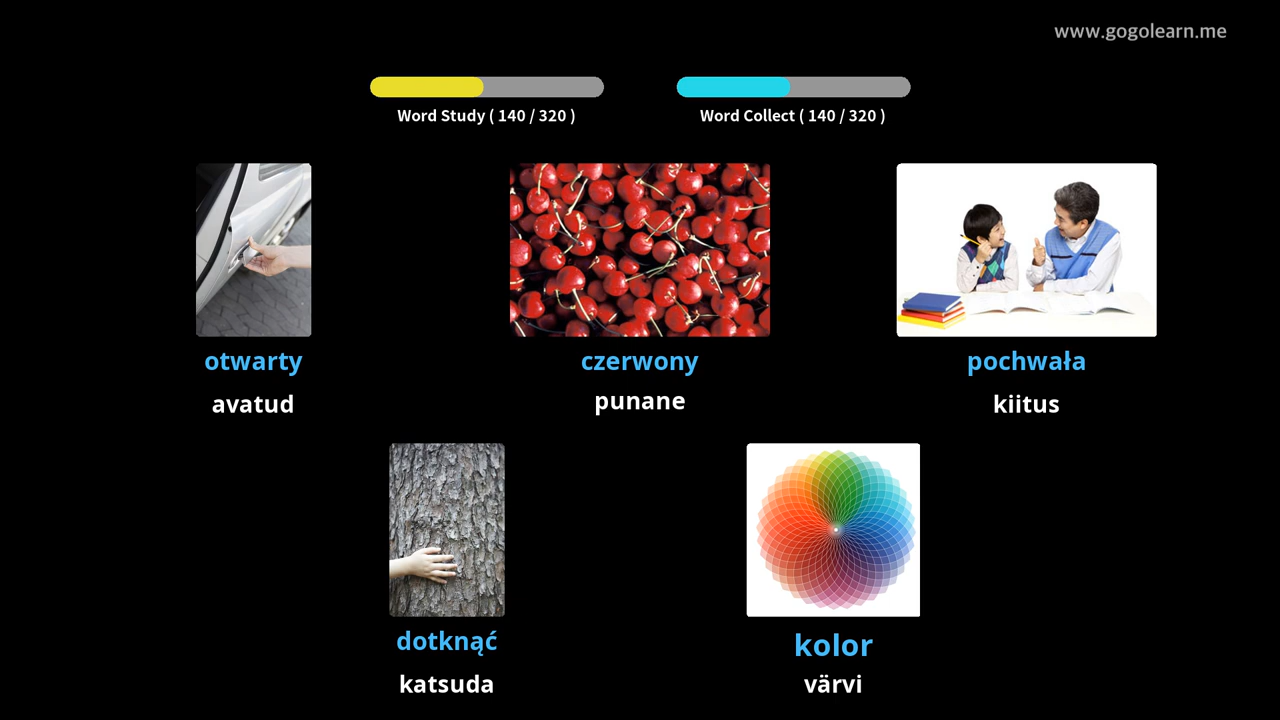 www.gogolearn.me
Word Study ( 140 / 320 )
Word Collect ( 140 / 320 )
otwarty
avatud
czerwony
punane
pochwała
kiitus
dotknąć
katsuda
kolor
värvi